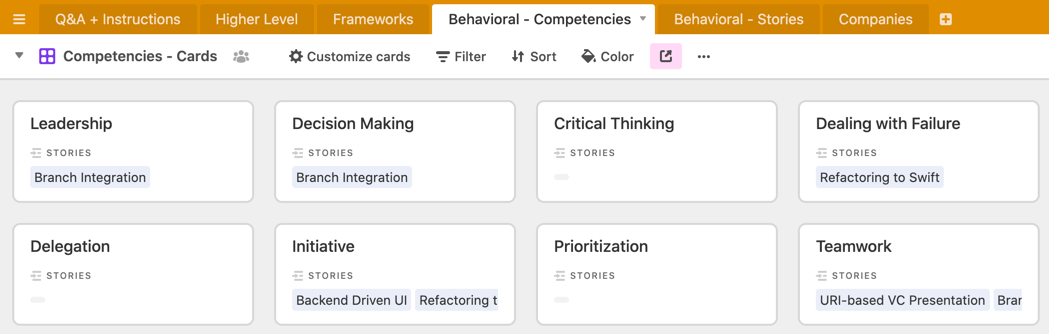 Q&A + Instructions Higher Level Frameworks Behavioral - Competencies Behavioral - Stories Companies
Competencies - Cards Customize cards Filter Sort Color
Leadership Decision Making Critical Thinking Dealing with Failure
STORIES STORIES STORIES STORIES
Branch Integration Branch Integration Refactoring to Swift
Delegation Initiative Prioritization Teamwork
STORIES STORIES STORIES STORIES
Backend Driven UI Refactoring t URI-based VC Presentation Brar